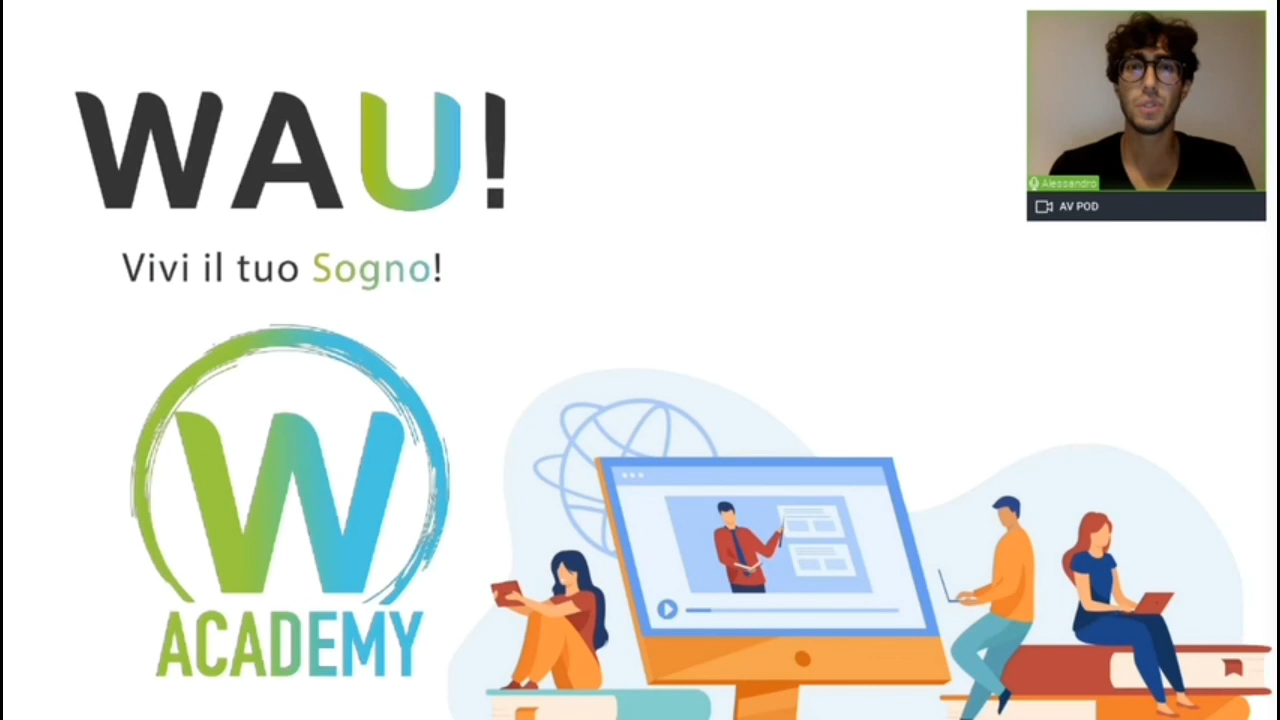 WAU!
Vivi il tuo Sogno!
W
ACADEMY
Alessandro
AV POD